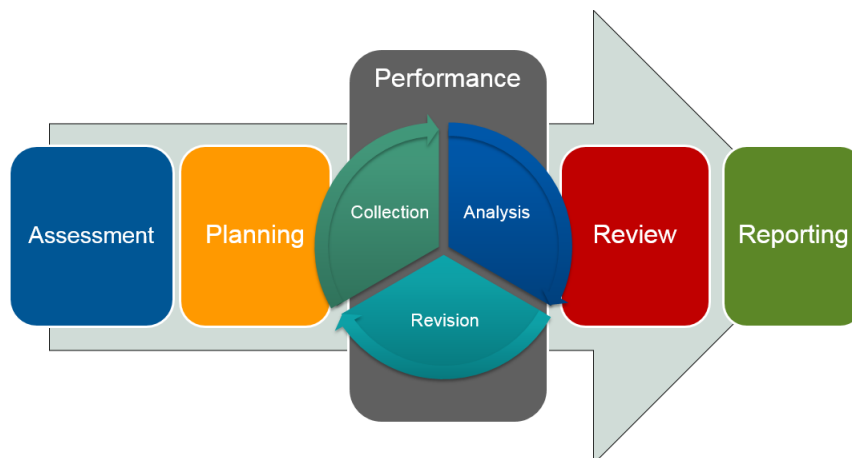 Performance
Collection
Analysis
Assessment
Planning
Review
Reporting
Revision